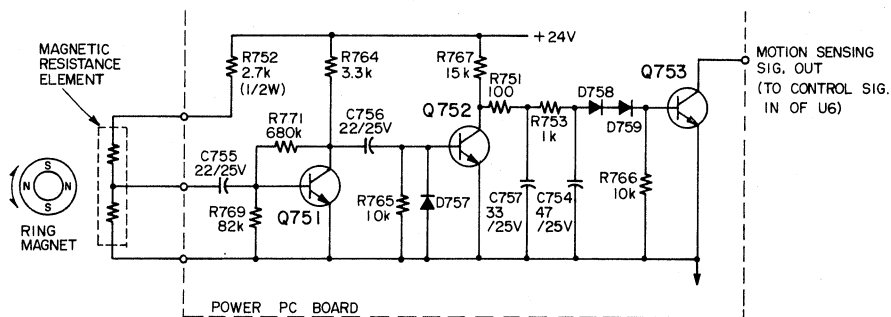 +24V
MAGNETIC
RESISTANCE
ELEMENT
R752
2.7k
(1/2W)
R764
3.3k
R767
15k
R751
100
D758
Q753
MOTION SENSING
SIG. OUT
(TO CONTROL SIG.
IN OF U6)
R771
680k
C756
22/25V
Q752
R753
1k
D759
C755
22/25V
S
N
N
S
RING
MAGNET
R769
82k
Q751
R765
10k
D757
C757
33
/25V
C754
47
/25V
R766
10k
POWER PC BOARD